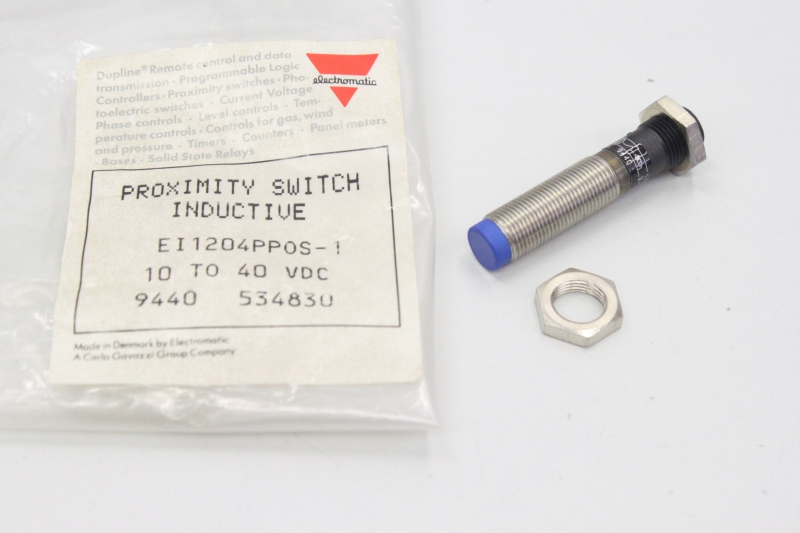 Dupline® Remote control and data
transmission · Programmable Logic
Controllers · Proximity switches · Pho-
toelectric switches · Current Voltage
Phase controls · Level controls · Tem-
perature controls · Controls for gas, wind
and pressure · Timers · Counters · Panel meters
· Bases · Solid State Relays
electromatic
PROXIMITY SWITCH
INDUCTIVE
EI1204PPOS-1
10 TO 40 VDC
9440 53483U
Made in Denmark by Electromatic
A Carlo Gavazzi Group Company
9440